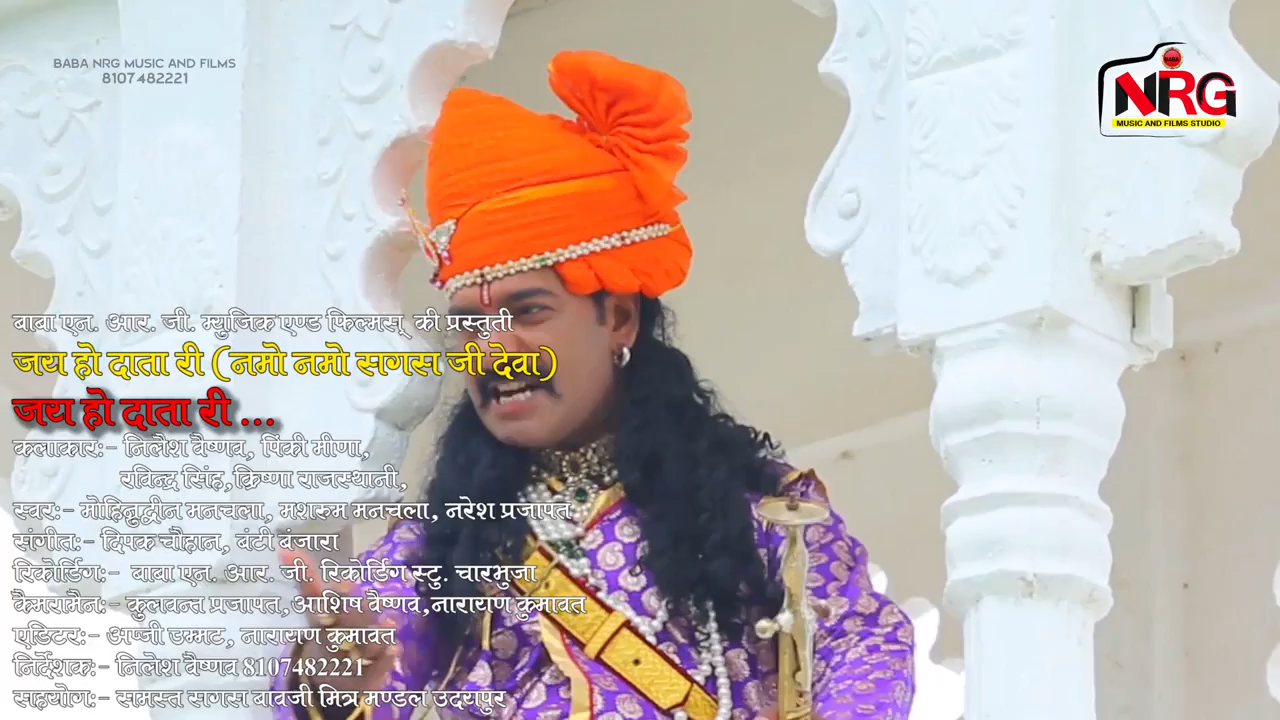 BABA NRG MUSIC AND FILMS
8107482221
BABA
NRG
MUSIC AND FILMS STUDIO
बाबा एन. आर. जी. म्युजिक एण्ड फिल्मस् की प्रस्तुती
जय हो दाता री (नमो नमो सगस जी देवा)
जय हो दाता री ...
कलाकार:- निलेश वैष्णव, पिंकी मीणा,
रविन्द्र सिंह,क्रिष्णा राजस्थानी,
स्वर:- मोहिनुद्दीन मनचला, मशरुम मनचला, नरेश प्रजापत
संगीत:- दिपक चौहान, बंटी बंजारा
रिकोर्डिग:- बाबा एन. आर. जी. रिकोर्डिग स्टु. चारभुजा
कैमरामैन:- कुलवन्त प्रजापत,आशिष वैष्णव,नारायण कुमावत
एडिटर:- अज्जी उम्मट, नारायण कुमावत
निर्देशक:- निलेश वैष्णव 8107482221
सहयोग:- समस्त सगस बावजी मित्र मण्डल उदयपुर